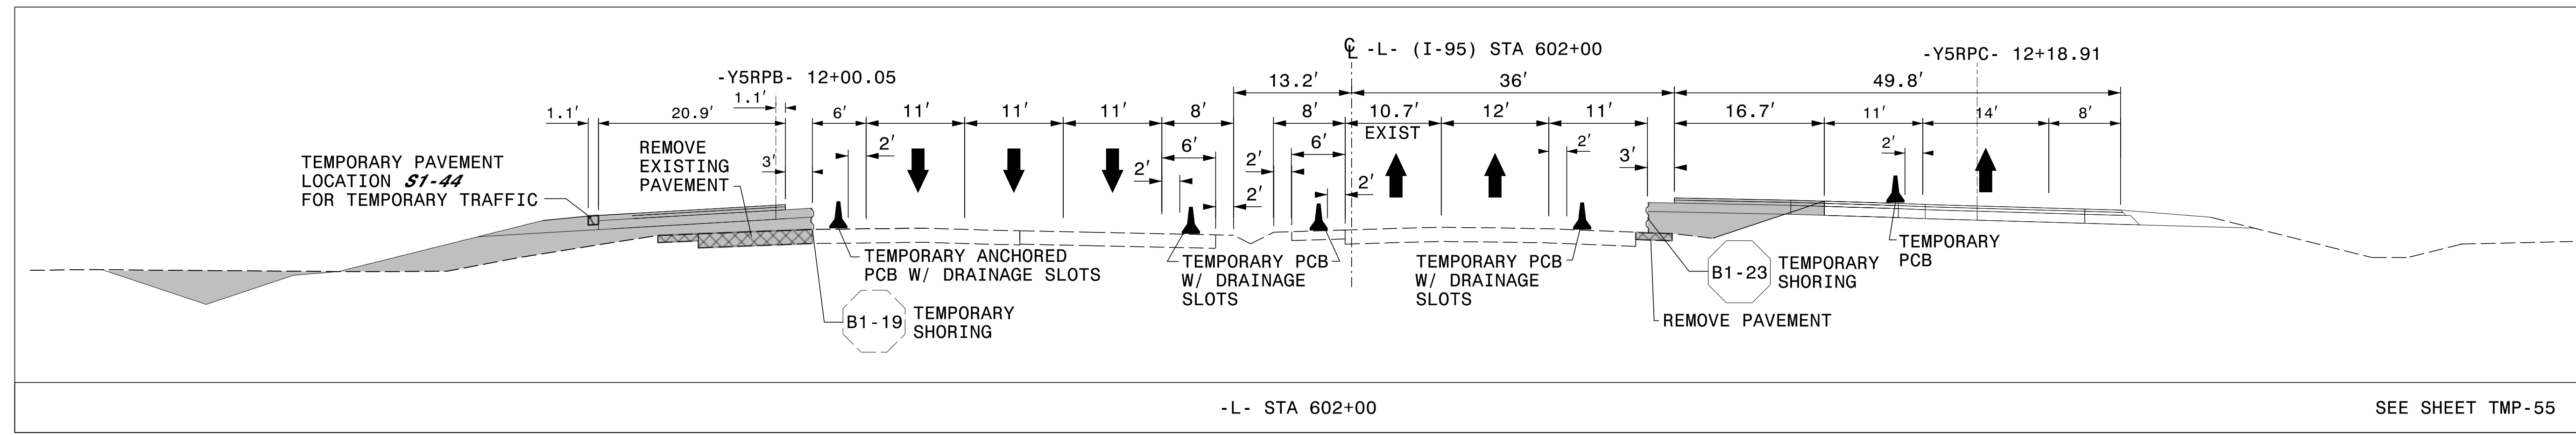 ℄ -L- (I-95) STA 602+00
-Y5RPC- 12+18.91
-Y5RPB- 12+00.05
13.2'
36'
49.8'
1.1'
1.1'
20.9'
6'
11'
11'
11'
8'
8'
10.7'
EXIST
12'
11'
16.7'
11'
14'
8'
2'
6'
2'
6'
2'
2'
3'
2'
3'
2'
2'
TEMPORARY PAVEMENT
LOCATION S1-44
FOR TEMPORARY TRAFFIC
REMOVE
EXISTING
PAVEMENT
TEMPORARY ANCHORED
PCB W/ DRAINAGE SLOTS
B1-19
TEMPORARY
SHORING
TEMPORARY PCB
W/ DRAINAGE
SLOTS
TEMPORARY PCB
W/ DRAINAGE
SLOTS
B1-23
TEMPORARY
SHORING
TEMPORARY
PCB
REMOVE PAVEMENT
-L- STA 602+00
SEE SHEET TMP-55